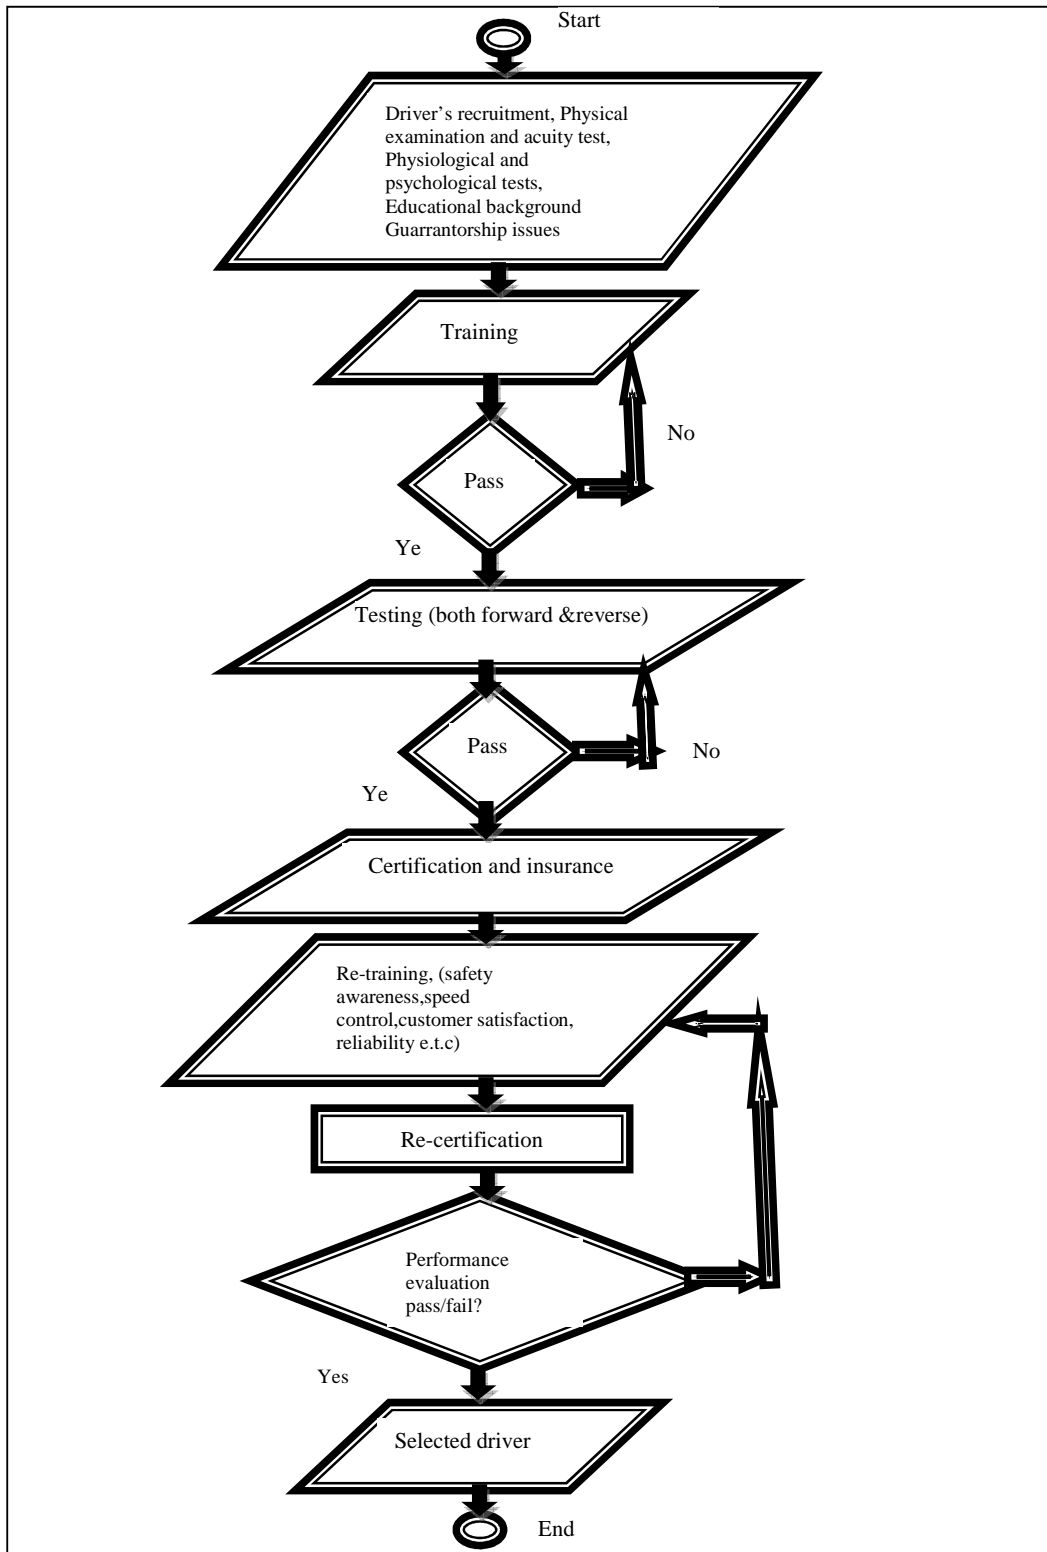 Start
Driver's recruitment, Physical
examination and acuity test,
Physiological and
psychological tests,
Educational background
Guarrantorship issues
Training
No
Pass
Ye
Testing (both forward &reverse)
Pass
No
Ye
Certification and insurance
Re-training, (safety
awareness,speed
control,customer satisfaction,
reliability e.t.c)
Re-certification
Performance
evaluation
pass/fail?
Yes
Selected driver
End